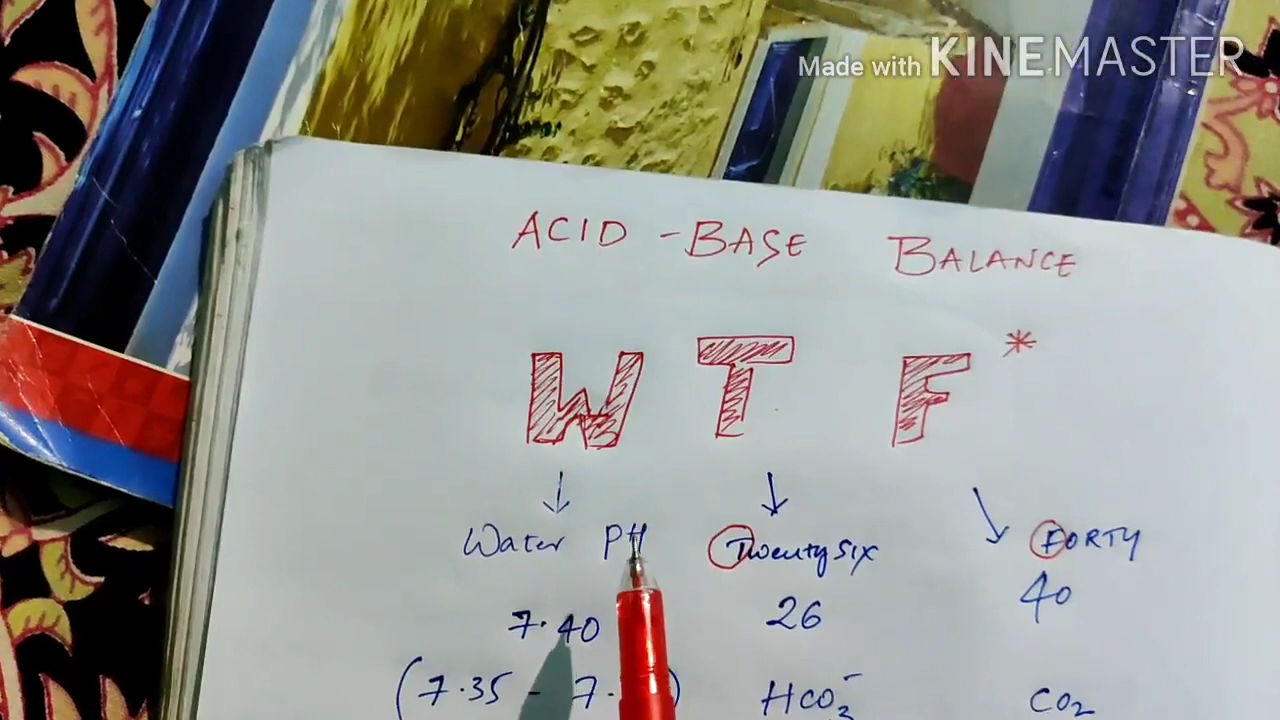 Made with KINEMASTER
ACID - BASE BALANCE
W T F *
Water PH Twenty six FORTY
7.40 26 40
(7.35 - 7. ) HCO₃⁻ CO₂